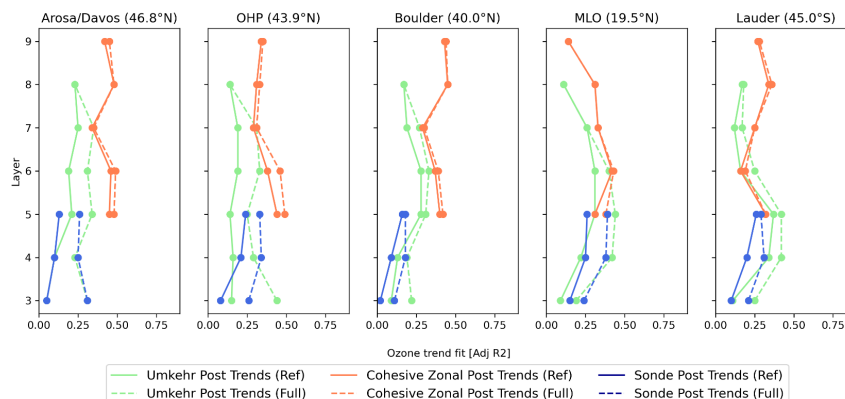 Arosa/Davos (46.8°N) OHP (43.9°N) Boulder (40.0°N) MLO (19.5°N) Lauder (45.0°S)
9
8
7
6
5
4
3
Layer
0.00 0.25 0.50 0.75 0.00 0.25 0.50 0.75 0.00 0.25 0.50 0.75 0.00 0.25 0.50 0.75 0.00 0.25 0.50 0.75
Ozone trend fit [Adj R2]
Umkehr Post Trends (Ref) Cohesive Zonal Post Trends (Ref) Sonde Post Trends (Ref)
Umkehr Post Trends (Full) Cohesive Zonal Post Trends (Full) Sonde Post Trends (Full)